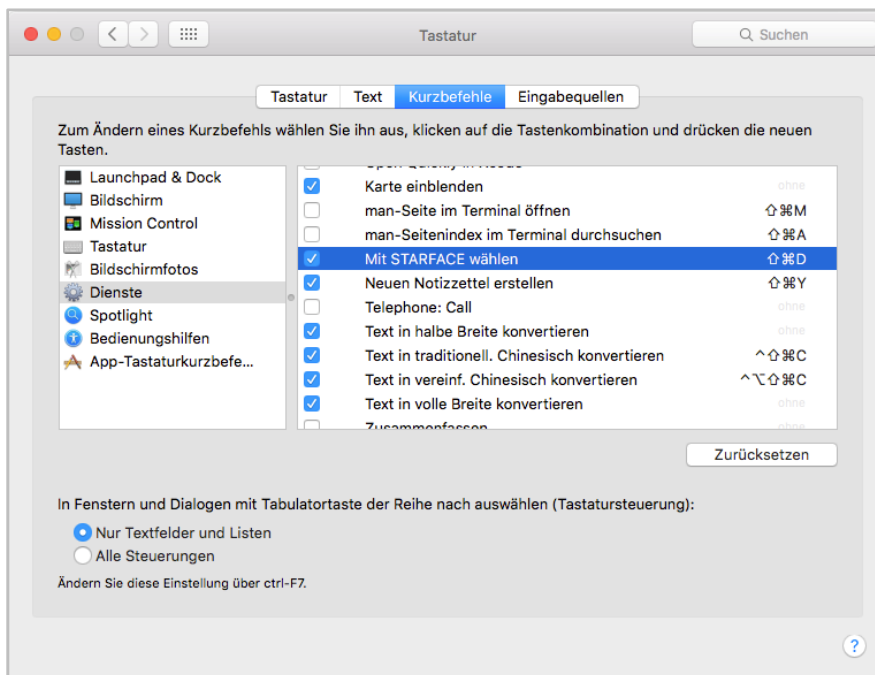 Tastatur
Suchen
Tastatur Text Kurzbefehle Eingabequellen
Zum Ändern eines Kurzbefehls wählen Sie ihn aus, klicken auf die Tastenkombination und drücken die neuen
Tasten.
Launchpad & Dock
Bildschirm
Mission Control
Tastatur
Bildschirmfotos
Dienste
Spotlight
Bedienungshilfen
App-Tastaturkurzbefe...
Karte einblenden ohne
man-Seite im Terminal öffnen ⇧⌘M
man-Seitenindex im Terminal durchsuchen ⇧⌘A
Mit STARFACE wählen ⇧⌘D
Neuen Notizzettel erstellen ⇧⌘Y
Telephone: Call ohne
Text in halbe Breite konvertieren ohne
Text in traditionell. Chinesisch konvertieren ^⇧⌘C
Text in vereinf. Chinesisch konvertieren ^⌥⇧⌘C
Text in volle Breite konvertieren ohne
Zusammenfassen ohne
Zurücksetzen
In Fenstern und Dialogen mit Tabulatortaste der Reihe nach auswählen (Tastatursteuerung):
Nur Textfelder und Listen
Alle Steuerungen
Ändern Sie diese Einstellung über ctrl-F7.
?